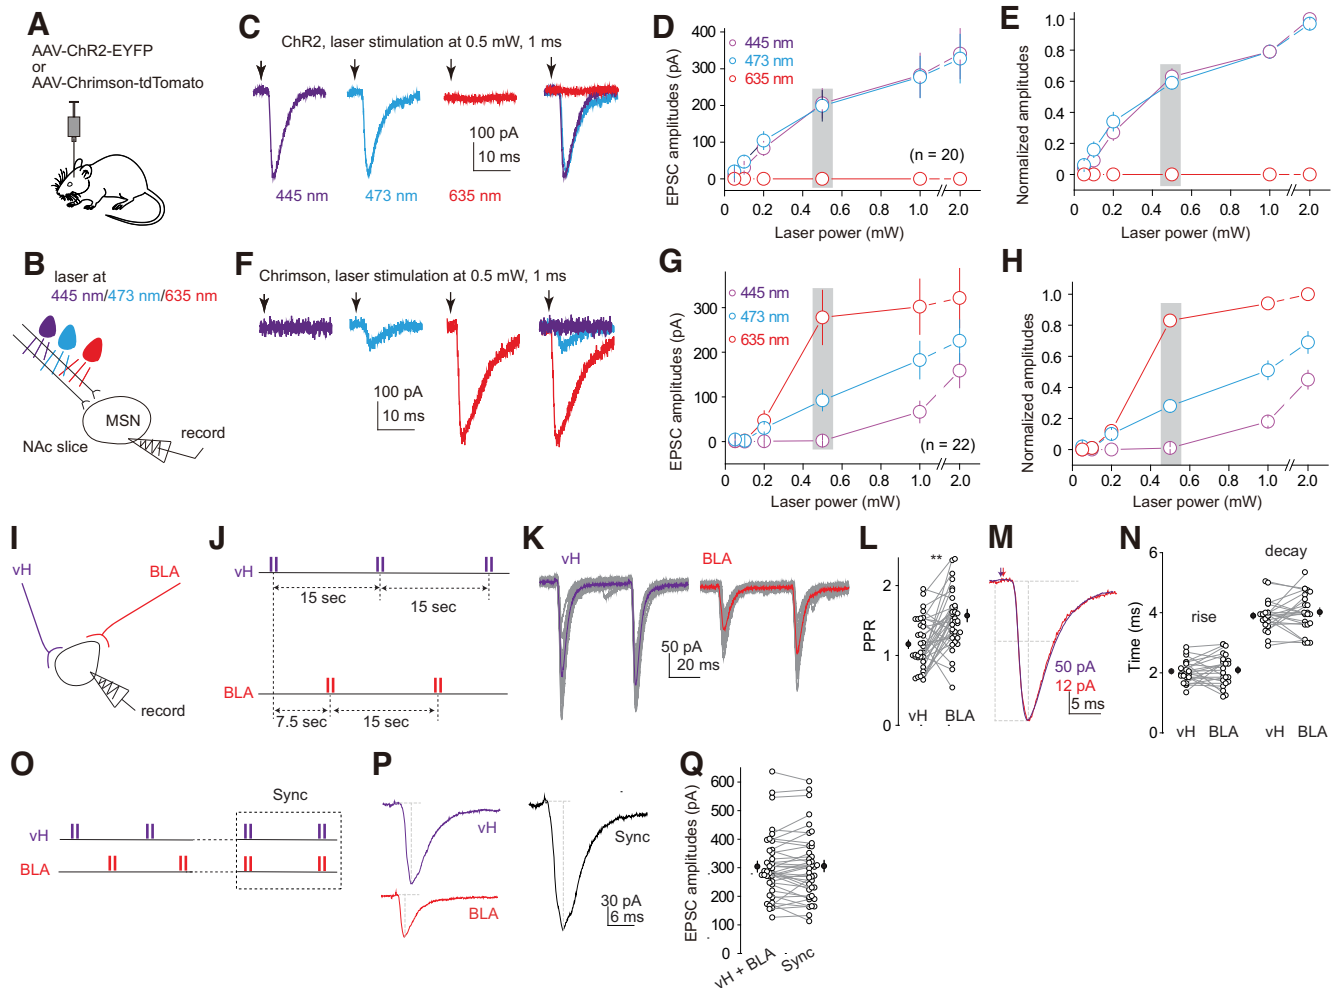 A
AAV-ChR2-EYFP
or
AAV-Chrimson-tdTomato
B
laser at
445 nm/473 nm/635 nm
MSN
NAc slice
record
C
ChR2, laser stimulation at 0.5 mW, 1 ms
100 pA
10 ms
445 nm
473 nm
635 nm
D
EPSC amplitudes (pA)
400
300
200
100
0
445 nm
473 nm
635 nm
(n = 20)
0
0.2
0.6
1.0
2.0
Laser power (mW)
E
Normalized amplitudes
1.0
0.8
0.6
0.4
0.2
0
0
0.2
0.6
1.0
2.0
Laser power (mW)
F
Chrimson, laser stimulation at 0.5 mW, 1 ms
100 pA
10 ms
G
EPSC amplitudes (pA)
300
200
100
0
445 nm
473 nm
635 nm
(n = 22)
0
0.2
0.4
0.6
0.8
1.0
2.0
Laser power (mW)
H
Normalized amplitudes
1.0
0.8
0.6
0.4
0.2
0
0
0.2
0.4
0.6
0.8
1.0
2.0
Laser power (mW)
I
vH
BLA
record
J
vH
15 sec
15 sec
BLA
7.5 sec
15 sec
K
vH
BLA
50 pA
20 ms
L
PPR
**
2
1
0
vH
BLA
M
50 pA
12 pA
5 ms
N
Time (ms)
6
4
2
0
decay
rise
vH
BLA
vH
BLA
O
Sync
vH
BLA
P
vH
BLA
Sync
30 pA
6 ms
Q
EPSC amplitudes (pA)
600
500
400
300
200
100
0
vH + BLA
Sync